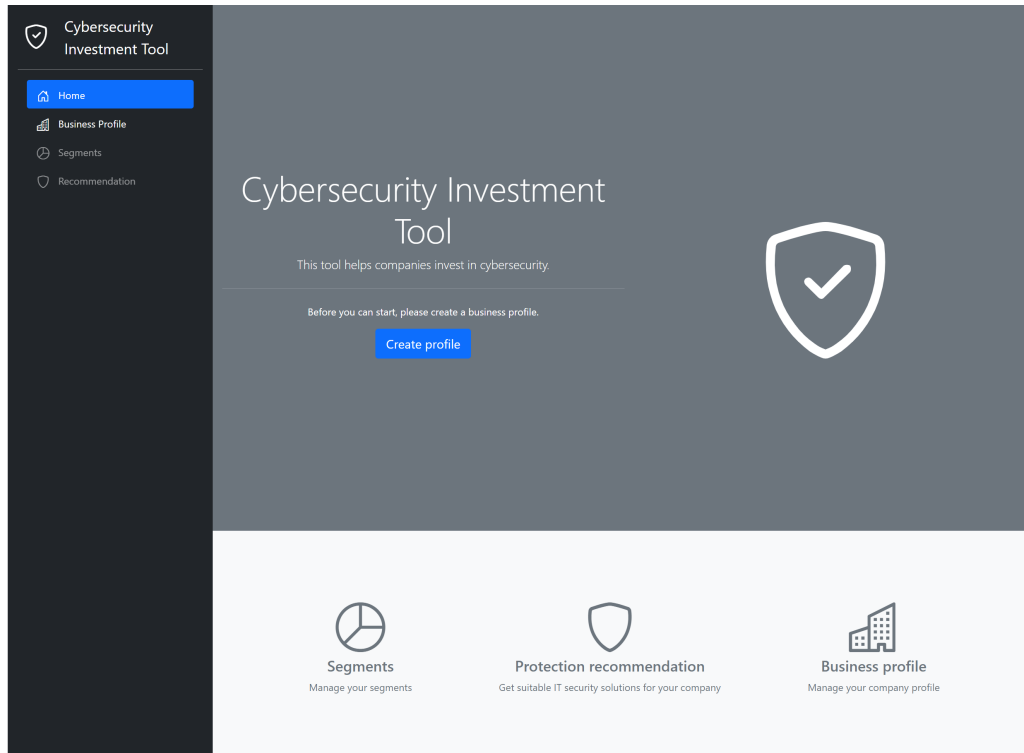 Cybersecurity
Investment Tool
Home
Business Profile
Segments
Recommendation
Cybersecurity Investment
Tool
This tool helps companies invest in cybersecurity.
Before you can start, please create a business profile.
Create profile
Segments
Manage your segments
Protection recommendation
Get suitable IT security solutions for your company
Business profile
Manage your company profile